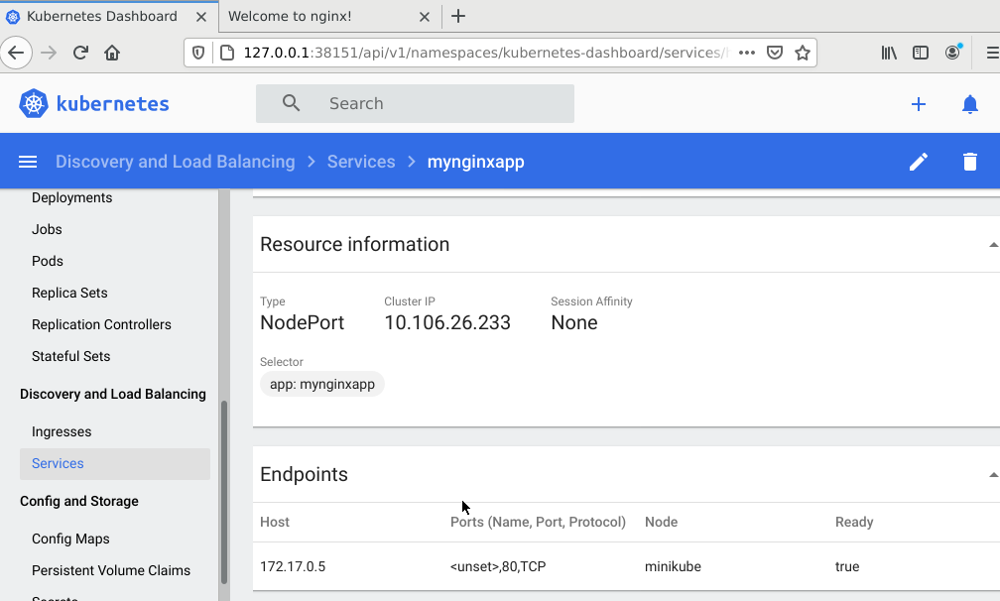 Kubernetes Dashboard
Welcome to nginx!
127.0.0.1:38151/api/v1/namespaces/kubernetes-dashboard/services/
kubernetes
Search
Discovery and Load Balancing > Services > mynginxapp
Deployments
Jobs
Pods
Replica Sets
Replication Controllers
Stateful Sets
Discovery and Load Balancing
Ingresses
Services
Config and Storage
Config Maps
Persistent Volume Claims
Resource information
Type
NodePort
Cluster IP
10.106.26.233
Session Affinity
None
Selector
app: mynginxapp
Endpoints
Host Ports (Name, Port, Protocol) Node Ready
172.17.0.5 <unset>,80,TCP minikube true